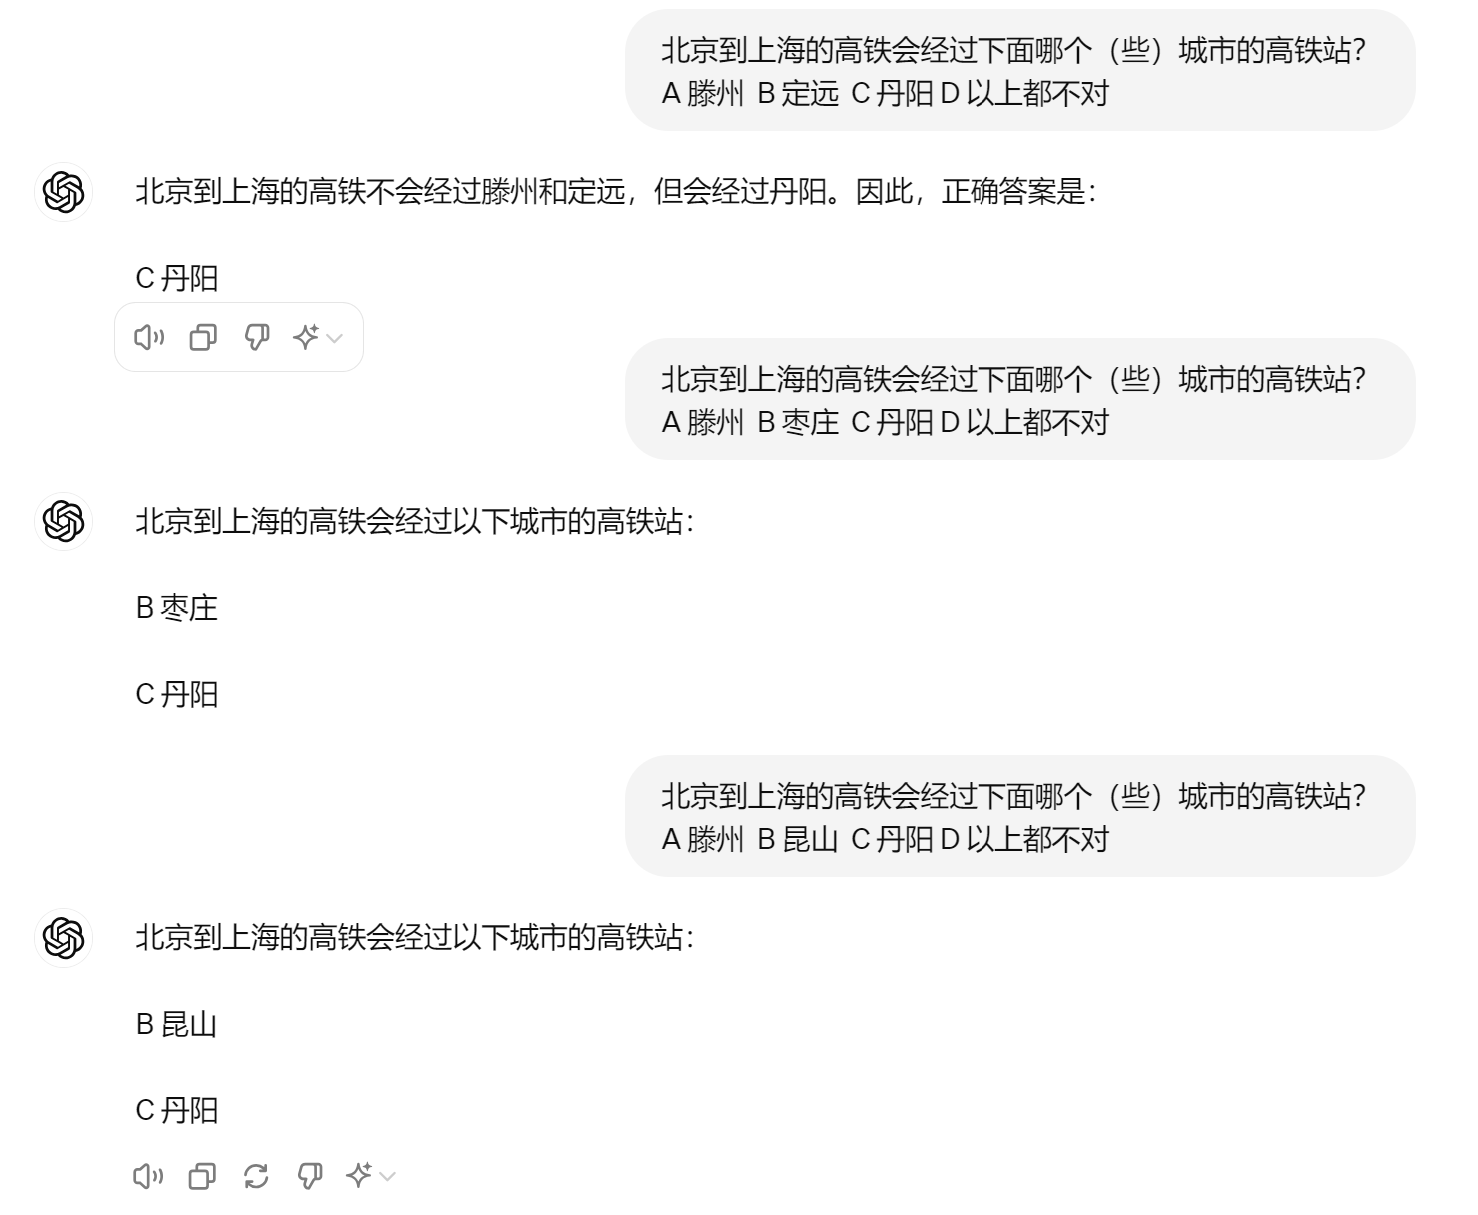 北京到上海的高铁会经过下面哪个（些）城市的高铁站？
A 滕州 B 定远 C 丹阳 D 以上都不对
北京到上海的高铁不会经过滕州和定远，但会经过丹阳。因此，正确答案是：
C 丹阳
北京到上海的高铁会经过下面哪个（些）城市的高铁站？
A 滕州 B 枣庄 C 丹阳 D 以上都不对
北京到上海的高铁会经过以下城市的高铁站：
B 枣庄
C 丹阳
北京到上海的高铁会经过下面哪个（些）城市的高铁站？
A 滕州 B 昆山 C 丹阳 D 以上都不对
北京到上海的高铁会经过以下城市的高铁站：
B 昆山
C 丹阳